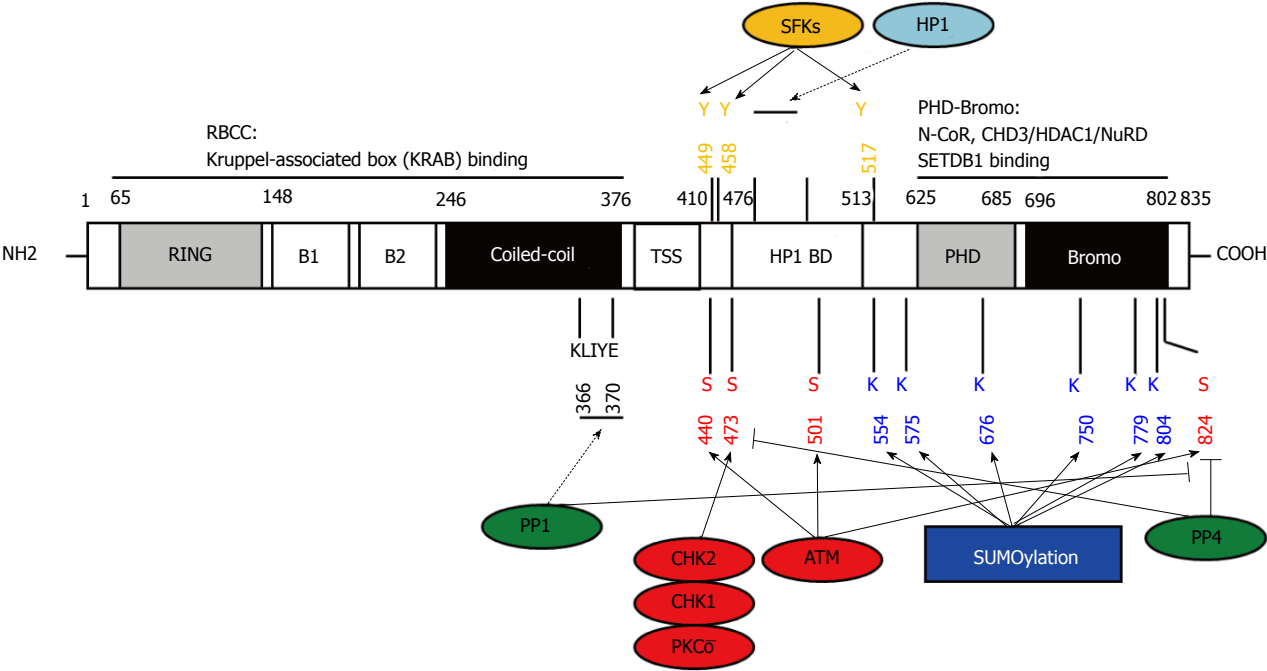 SFKs
HP1
Y Y Y
PHD-Bromo:
N-CoR, CHD3/HDAC1/NuRD
SETDB1 binding
RBCC:
Kruppel-associated box (KRAB) binding
449 458 517
1 65 148 246 376 410 476 513 625 685 696 802 835
NH2 RING B1 B2 Coiled-coil TSS HP1 BD PHD Bromo COOH
KLIYE
366 370
S S S K K K K K K S
440 473 501 554 575 676 750 779 804 824
PP1
PP4
CHK2
ATM
SUMOylation
CHK1
PKCδ